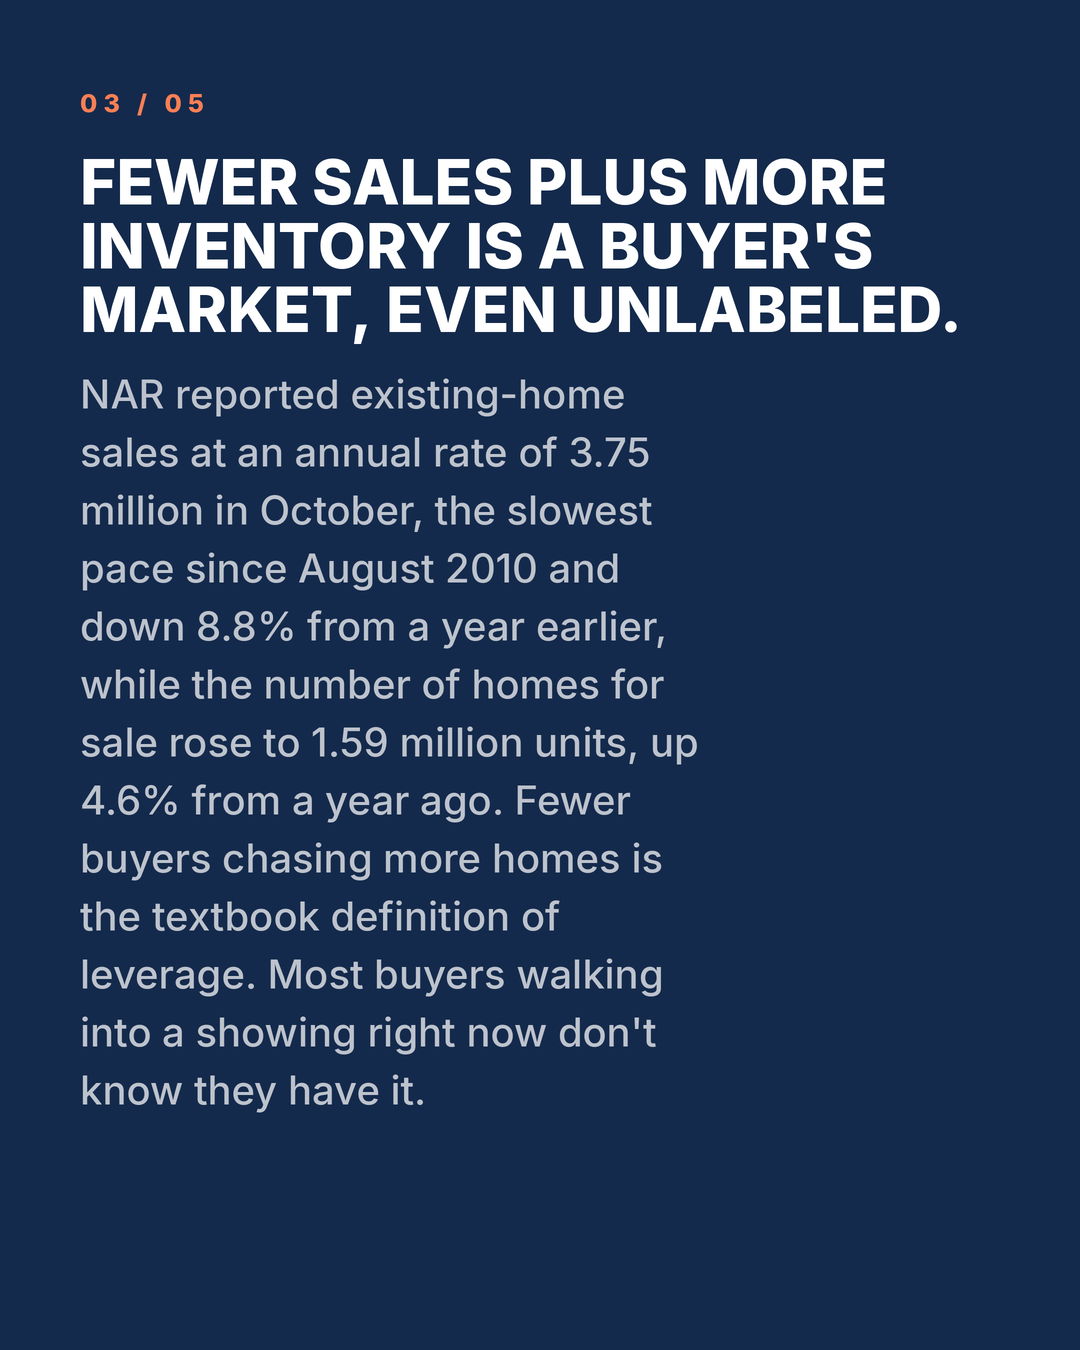 03 / 05
FEWER SALES PLUS MORE
INVENTORY IS A BUYER'S
MARKET, EVEN UNLABELED.
NAR reported existing-home
sales at an annual rate of 3.75
million in October, the slowest
pace since August 2010 and
down 8.8% from a year earlier,
while the number of homes for
sale rose to 1.59 million units, up
4.6% from a year ago. Fewer
buyers chasing more homes is
the textbook definition of
leverage. Most buyers walking
into a showing right now don't
know they have it.